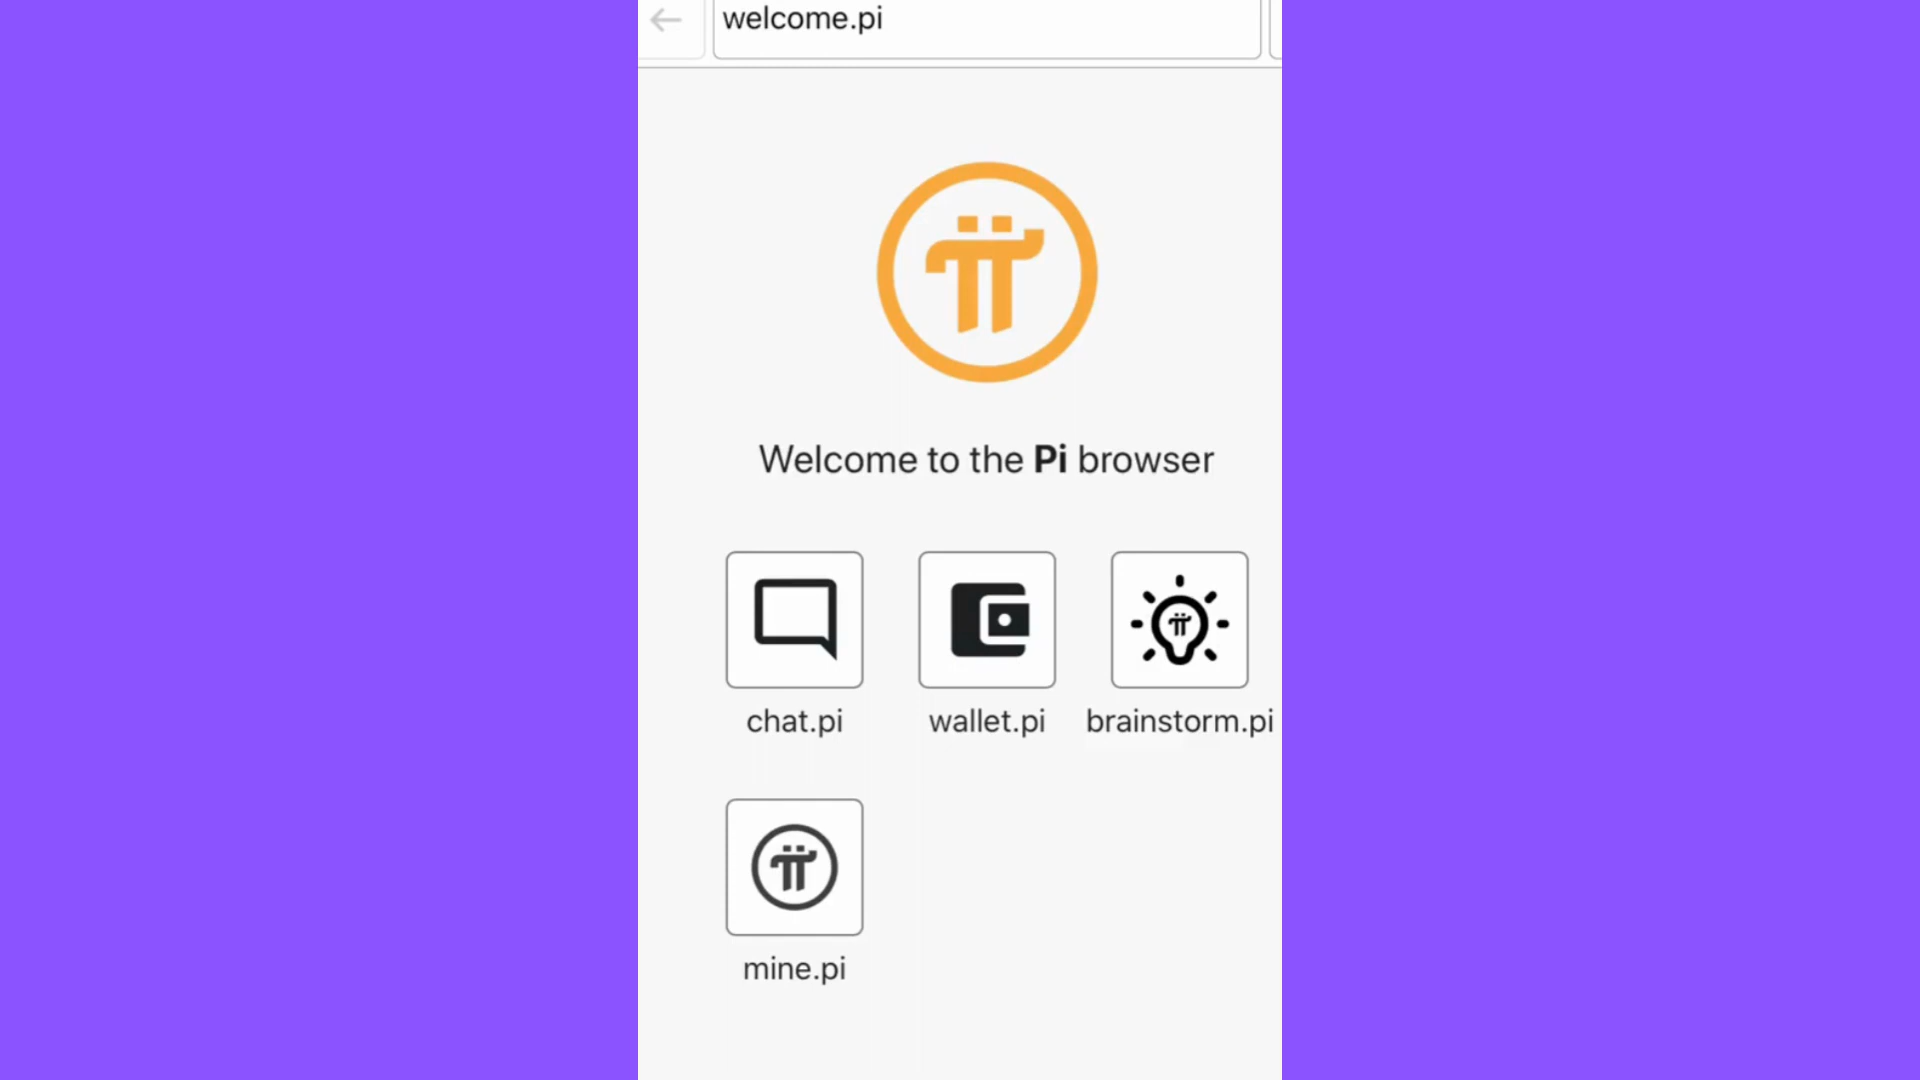 welcome.pi
Welcome to the Pi browser
chat.pi
wallet.pi
brainstorm.pi
mine.pi